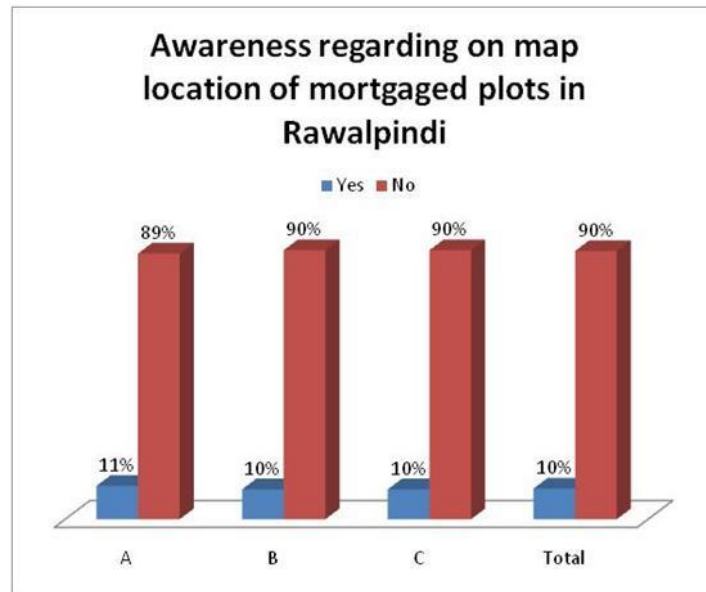 Awareness regarding on map
location of mortgaged plots in
Rawalpindi
Yes No
89% 90% 90% 90%
11% 10% 10% 10%
A B C Total